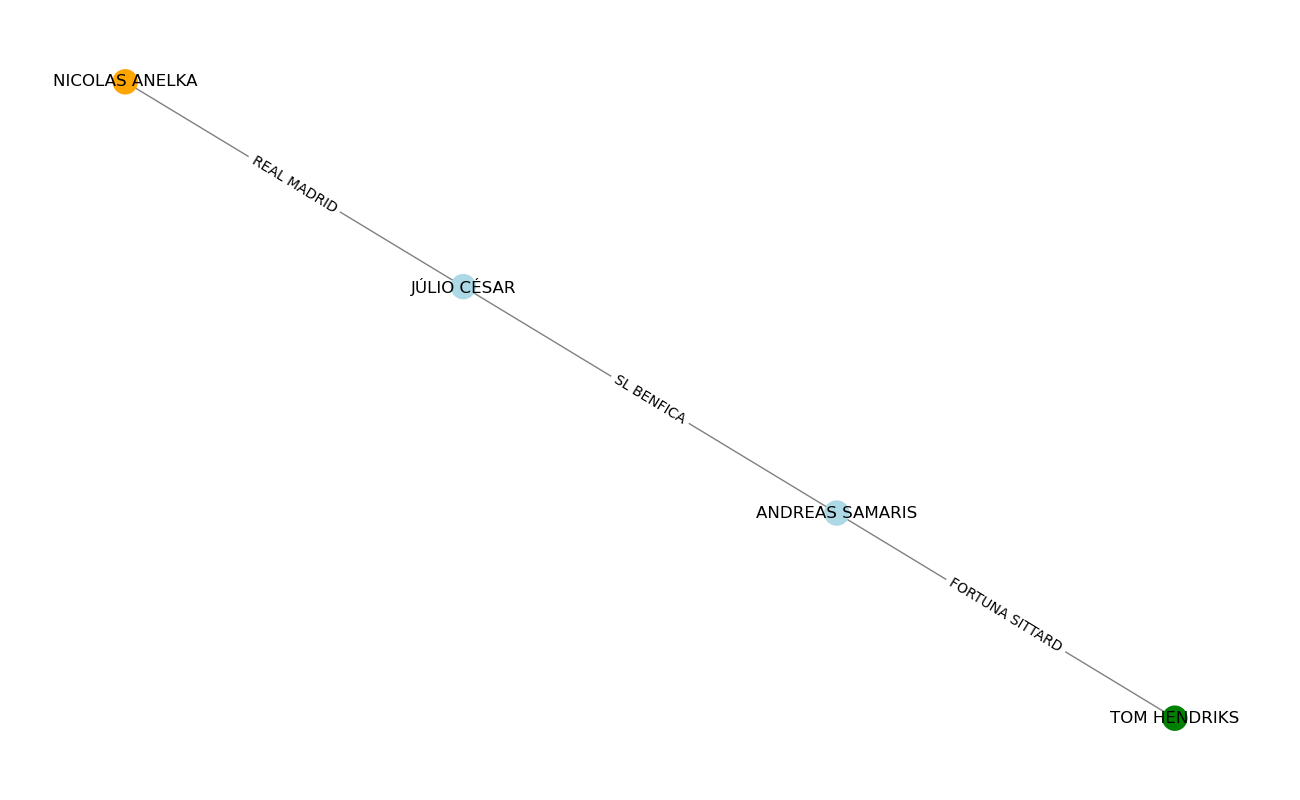 NICOLAS ANELKA
REAL MADRID
JÚLIO CÉSAR
SL BENFICA
ANDREAS SAMARIS
FORTUNA SITTARD
TOM HENDRIKS